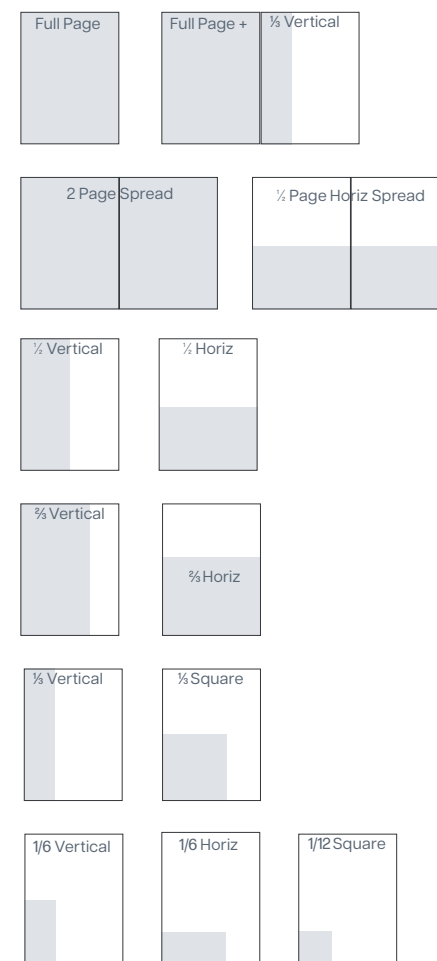 Full Page
Full Page +
⅓ Vertical
2 Page Spread
½ Page Horiz Spread
½ Vertical
½ Horiz
⅔ Vertical
⅔ Horiz
⅓ Vertical
⅓ Square
1/6 Vertical
1/6 Horiz
1/12 Square